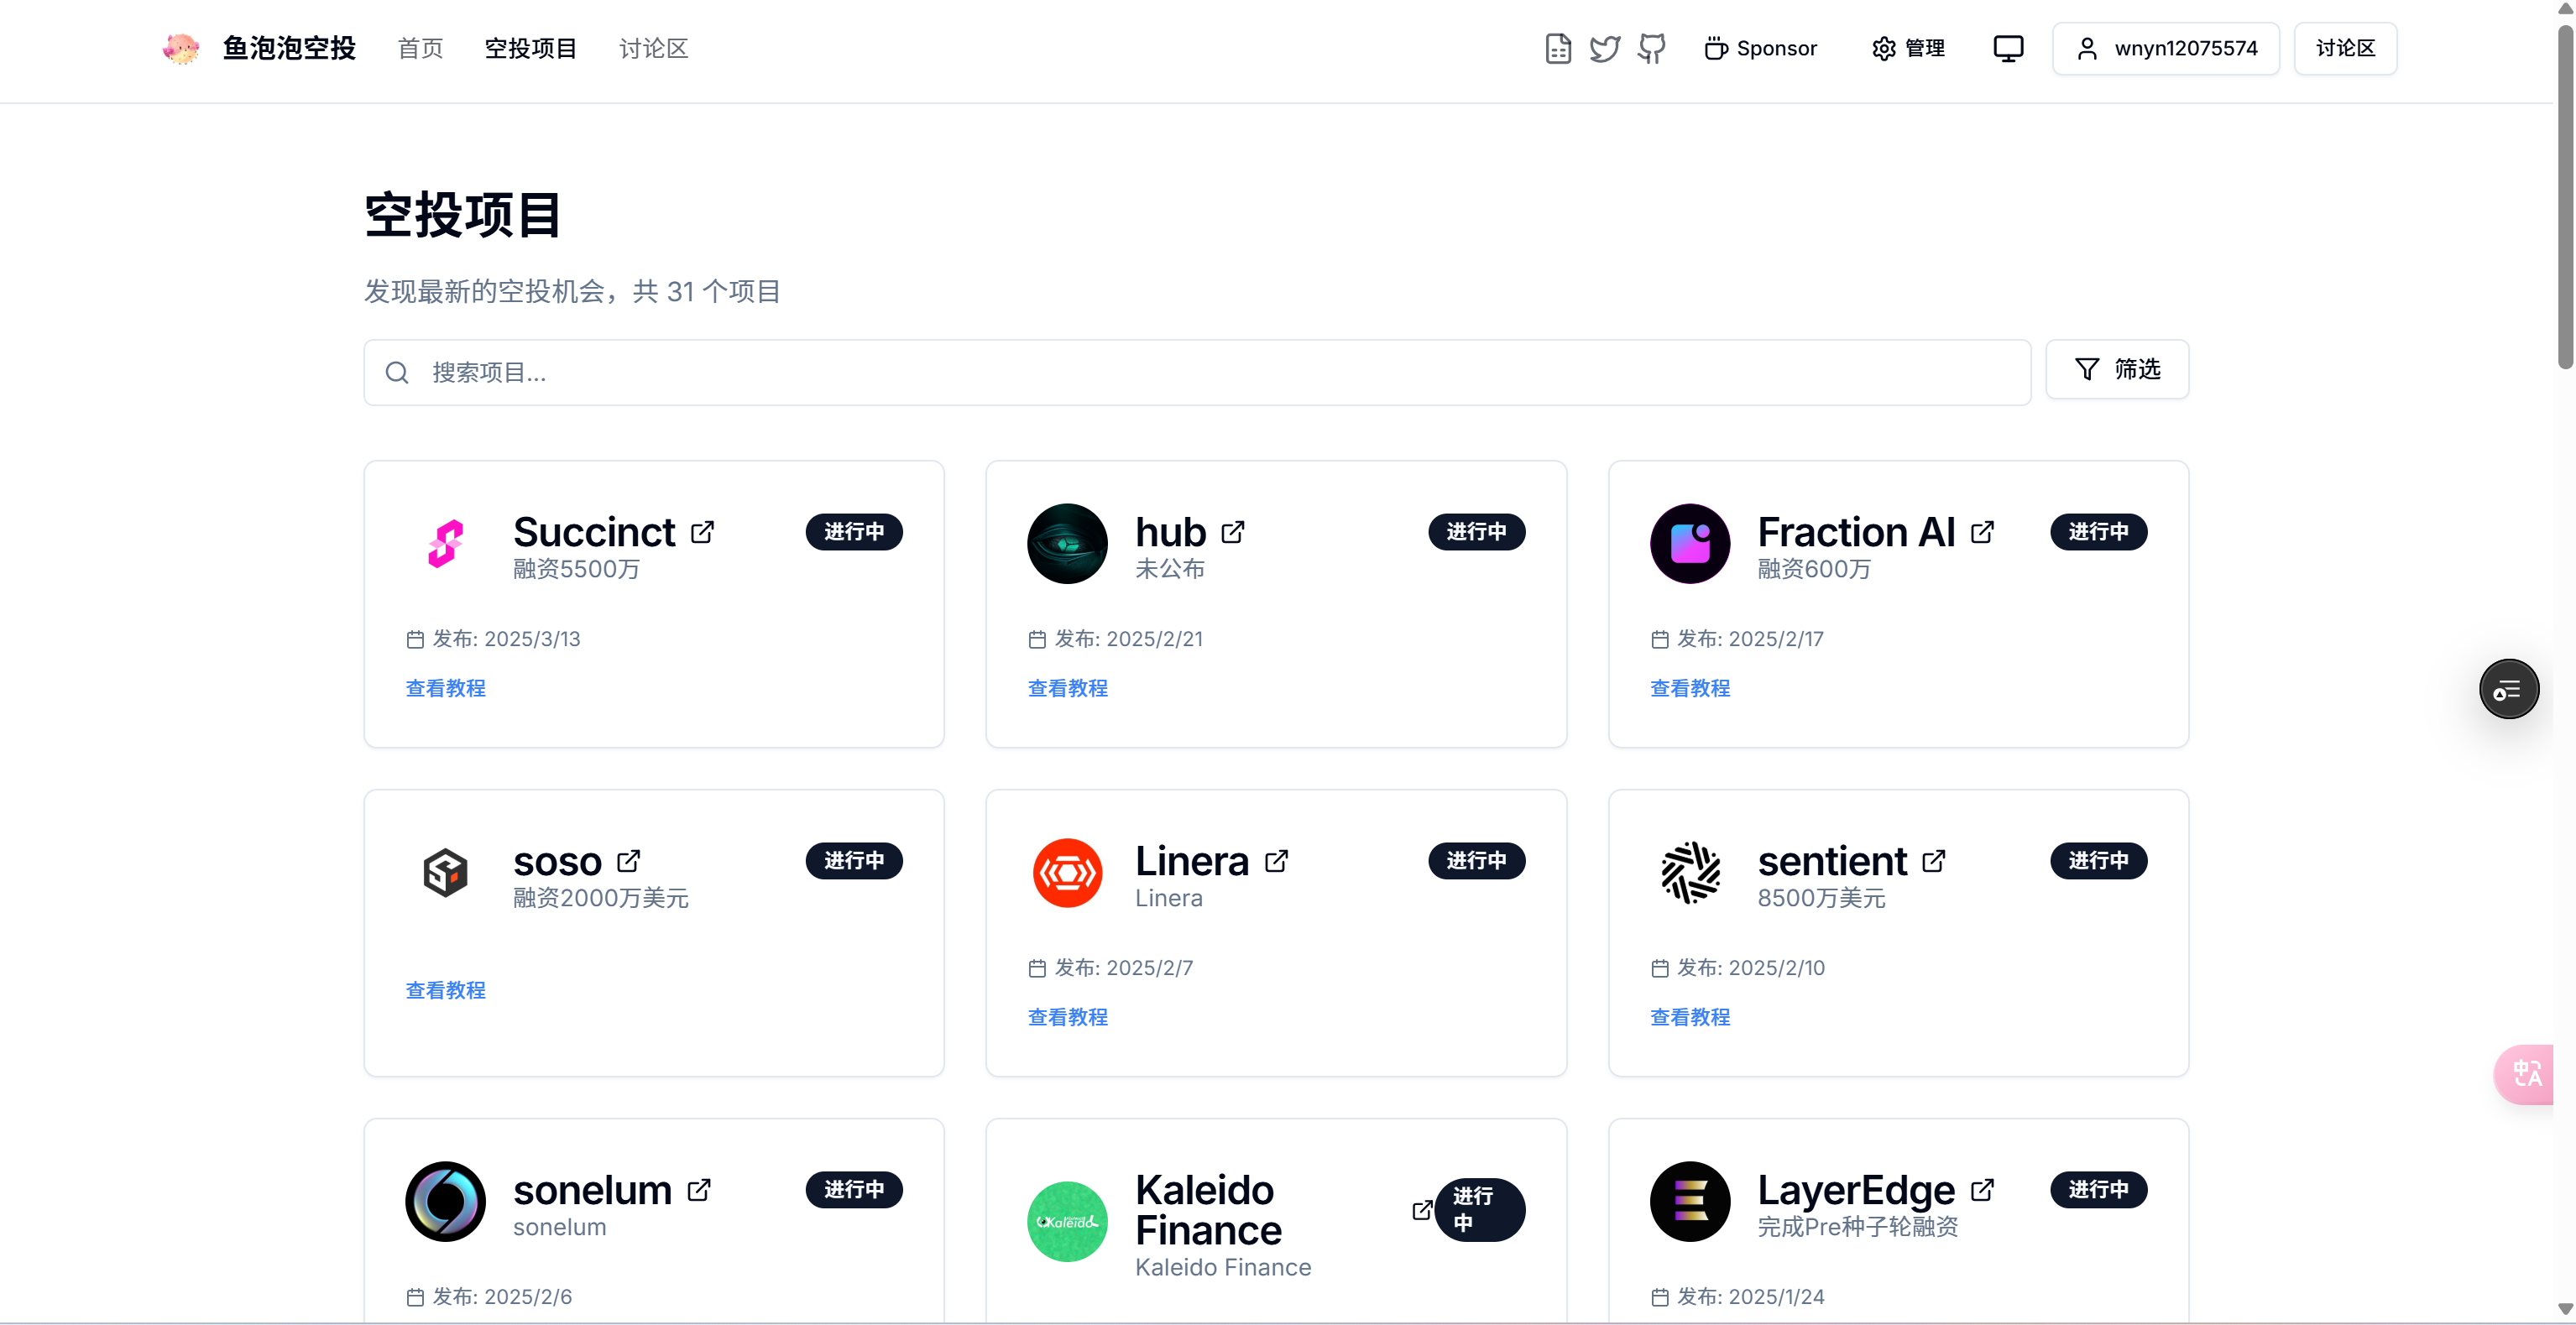 鱼泡泡空投 首页 空投项目 讨论区 Sponsor 管理 wnyn12075574 讨论区
空投项目
发现最新的空投机会，共 31 个项目
搜索项目... 筛选
Succinct 进行中
融资5500万
发布: 2025/3/13
查看教程
hub 进行中
未公布
发布: 2025/2/21
查看教程
Fraction AI 进行中
融资600万
发布: 2025/2/17
查看教程
soso 进行中
融资2000万美元
查看教程
Linera 进行中
Linera
发布: 2025/2/7
查看教程
sentient 进行中
8500万美元
发布: 2025/2/10
查看教程
sonelum 进行中
sonelum
发布: 2025/2/6
Kaleido
Kaleido
Finance
进行
中
Kaleido Finance
LayerEdge 进行中
完成Pre种子轮融资
发布: 2025/1/24
中A